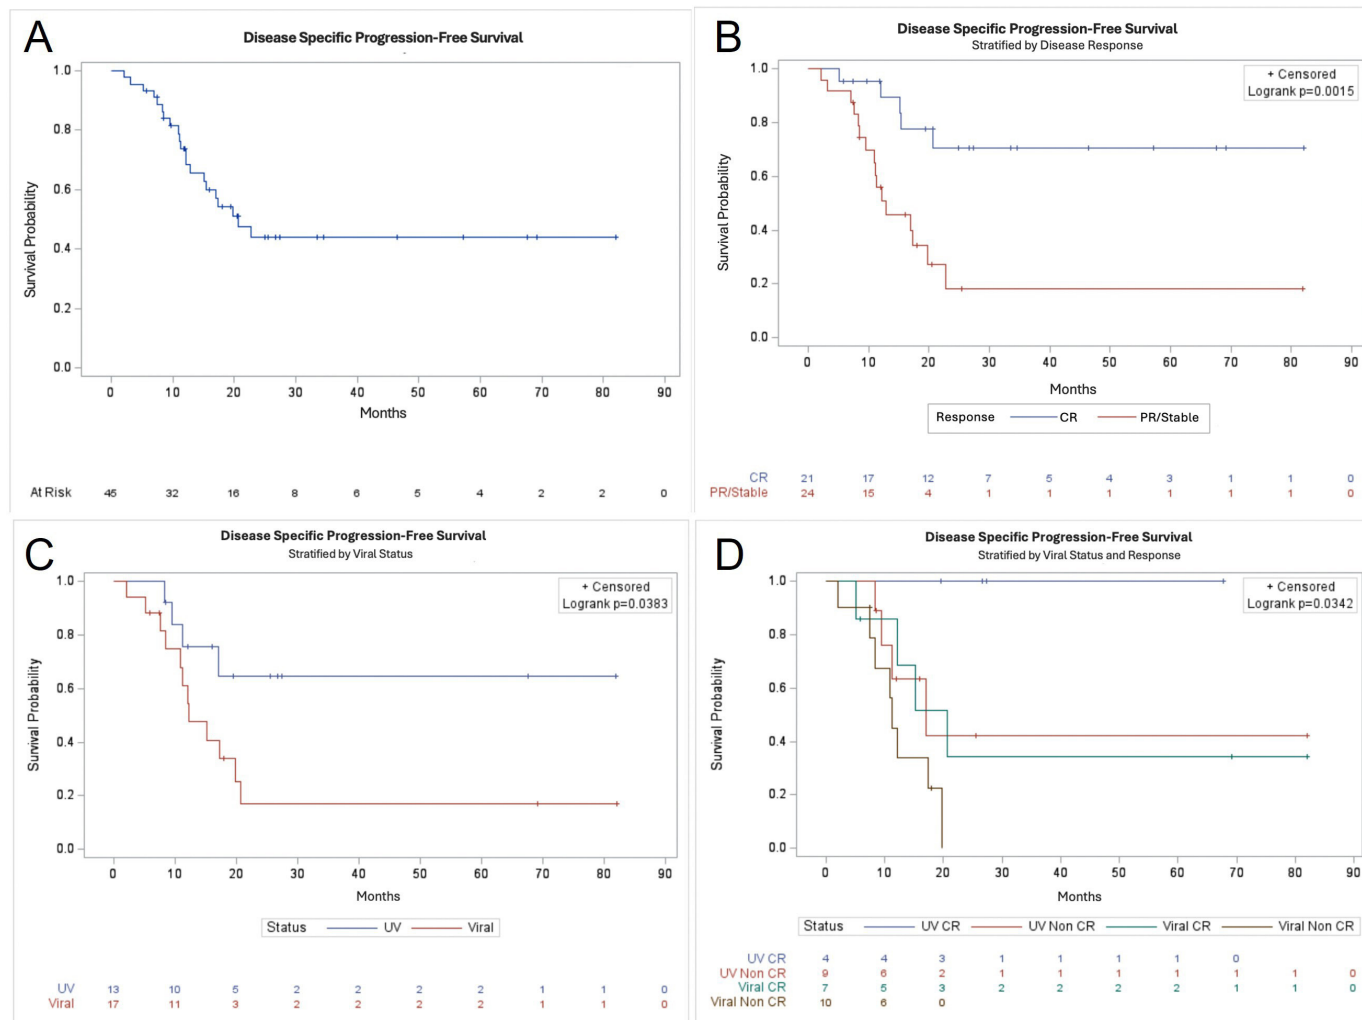 A
Disease Specific Progression-Free Survival
Survival Probability
1.0
0.8
0.6
0.4
0.2
0.0
0 10 20 30 40 50 60 70 80 90
Months
At Risk 45 32 16 8 6 5 4 2 2 0
B
Disease Specific Progression-Free Survival
Stratified by Disease Response
+ Censored
Logrank p=0.0015
Survival Probability
1.0
0.8
0.6
0.4
0.2
0.0
0 10 20 30 40 50 60 70 80 90
Months
Response CR PR/Stable
CR 21 17 12 7 5 4 3 1 1 0
PR/Stable 24 15 4 1 1 1 1 1 1 0
C
Disease Specific Progression-Free Survival
Stratified by Viral Status
+ Censored
Logrank p=0.0383
Survival Probability
1.0
0.8
0.6
0.4
0.2
0.0
0 10 20 30 40 50 60 70 80 90
Months
Status UV Viral
UV 13 10 5 2 2 2 2 1 1 0
Viral 17 11 3 2 2 2 2 1 1 0
D
Disease Specific Progression-Free Survival
Stratified by Viral Status and Response
+ Censored
Logrank p=0.0342
Survival Probability
1.0
0.8
0.6
0.4
0.2
0.0
0 10 20 30 40 50 60 70 80 90
Months
Status UV CR UV Non CR Viral CR Viral Non CR
UV CR 4 4 3 1 1 1 1 0
UV Non CR 9 6 2 1 1 1 1 1 1 0
Viral CR 7 5 3 2 2 2 2 1 1 0
Viral Non CR 10 6 0